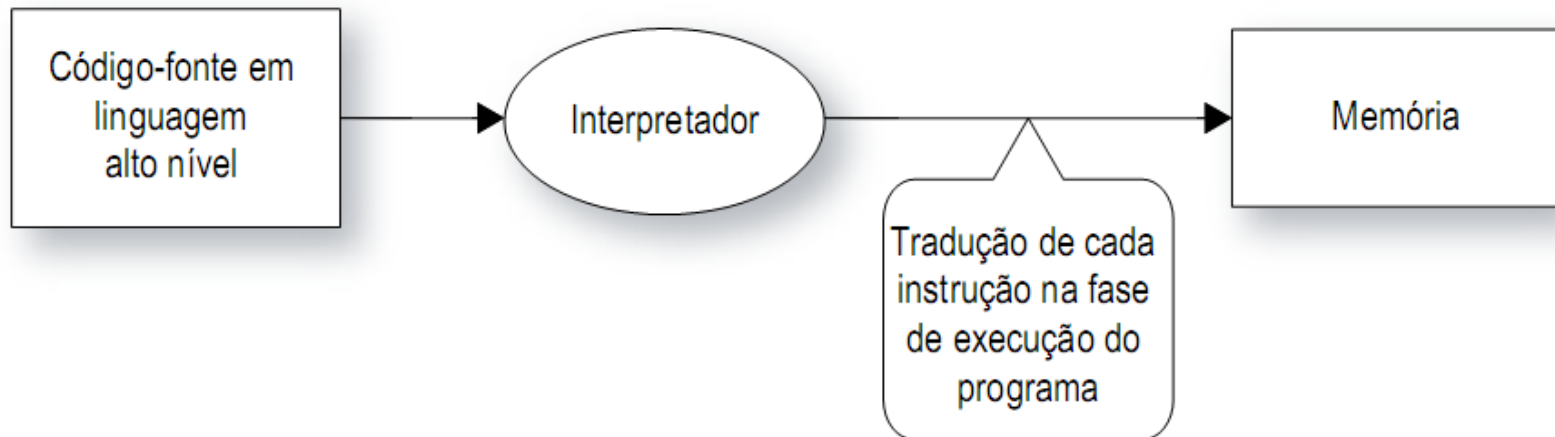 Código-fonte em
linguagem
alto nível
Interpretador
Memória
Tradução de cada
instrução na fase
de execução do
programa